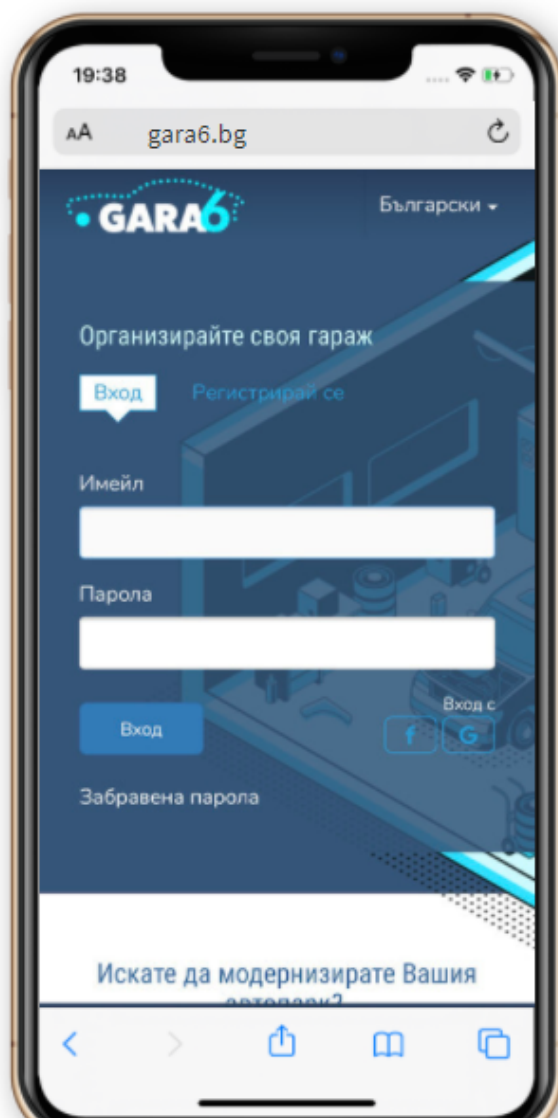 19:38
AA gara6.bg
GARA6
Български
Организирайте своя гараж
Вход Регистрирай се
Имейл
Парола
Вход с
Вход f G
Забравена парола
Искате да модернизирате Вашия
автопарк?